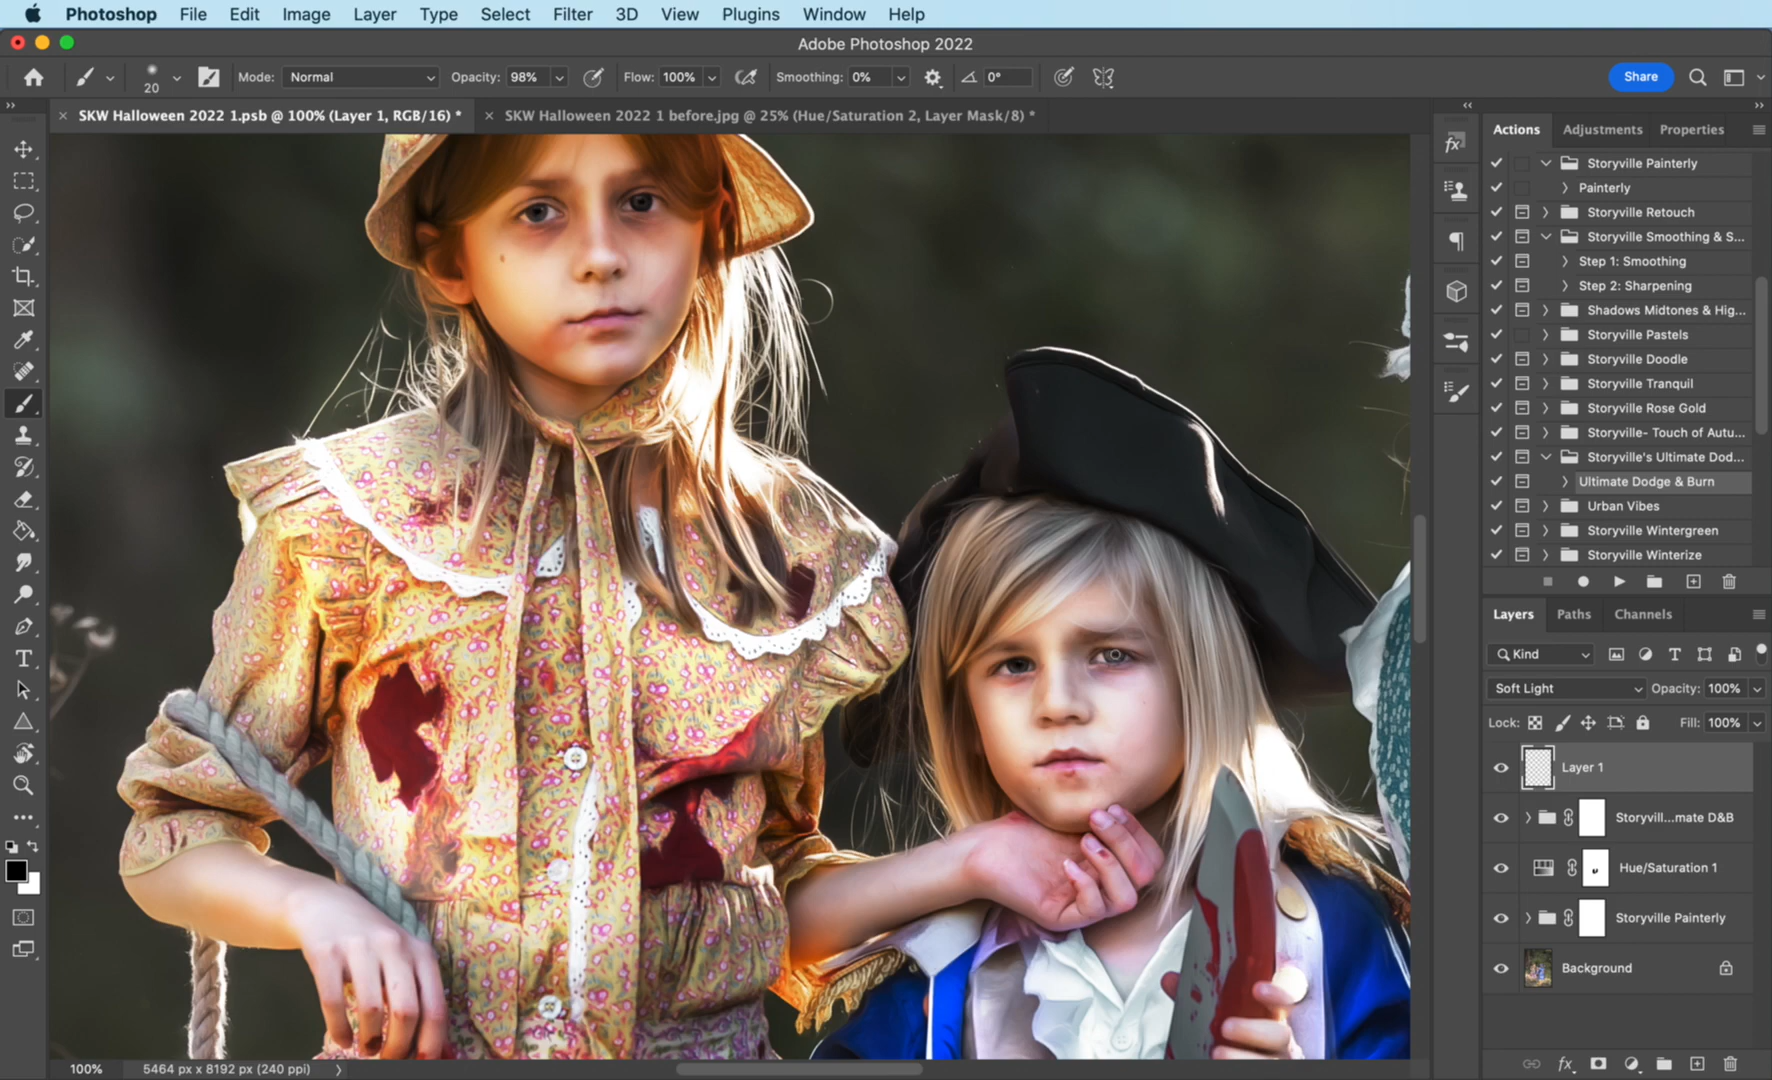 Photoshop File Edit Image Layer Type Select Filter 3D View Plugins Window Help
Adobe Photoshop 2022
20 Mode: Normal Opacity: 98% Flow: 100% Smoothing: 0% 0° Share
SKW Halloween 2022 1.psb @ 100% (Layer 1, RGB/16) * SKW Halloween 2022 1 before.jpg @ 25% (Hue/Saturation 2, Layer Mask/8) *
Actions Adjustments Properties
Storyville Painterly
Painterly
Storyville Retouch
Storyville Smoothing & S...
Step 1: Smoothing
Step 2: Sharpening
Shadows Midtones & Hig...
Storyville Pastels
Storyville Doodle
Storyville Tranquil
Storyville Rose Gold
Storyville- Touch of Autu...
Storyville's Ultimate Dod...
Ultimate Dodge & Burn
Urban Vibes
Storyville Wintergreen
Storyville Winterize
Layers Paths Channels
Kind
Soft Light Opacity: 100%
Lock: Fill: 100%
Layer 1
Storyvill...mate D&B
Hue/Saturation 1
Storyville Painterly
Background
100% 5464 px x 8192 px (240 ppi)